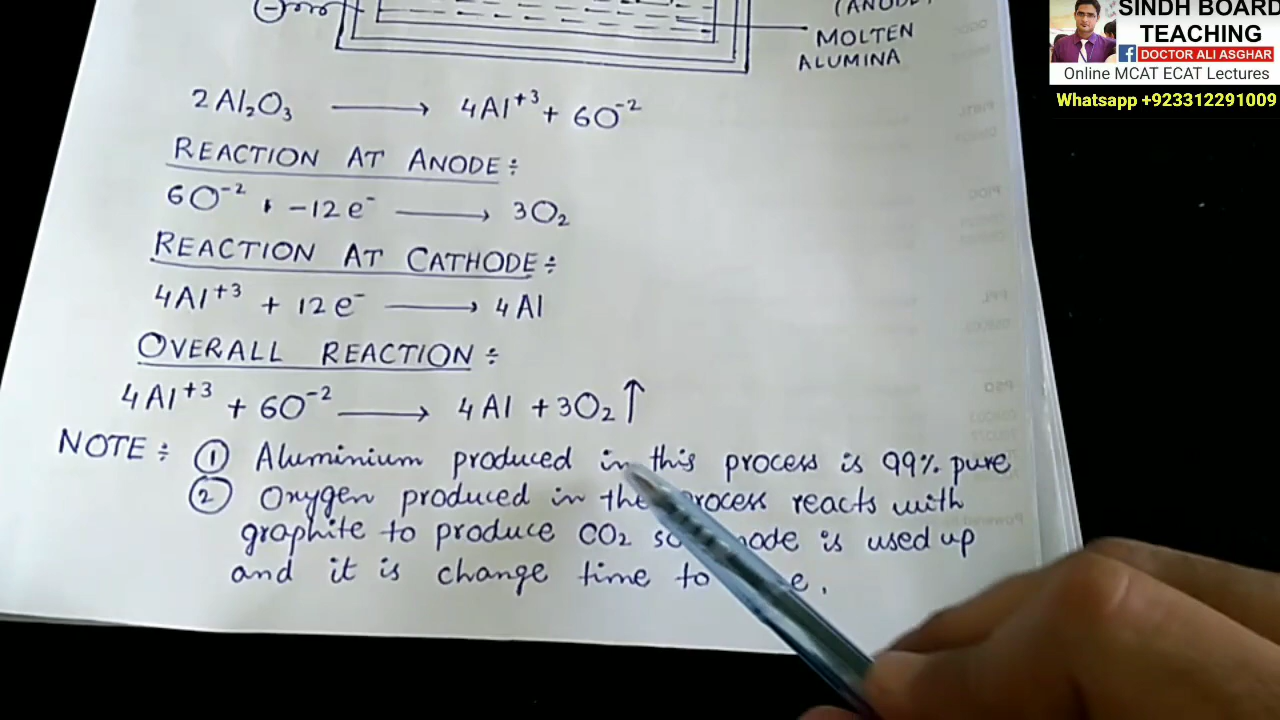 SINDH BOARD
TEACHING
f DOCTOR ALI ASGHAR
Online MCAT ECAT Lectures
Whatsapp +923312291009
(ANODE)
MOLTEN
ALUMINA
2Al₂O₃ ⟶ 4Al⁺³ + 6O⁻²
REACTION AT ANODE ÷
6O⁻² -12e⁻ ⟶ 3O₂
REACTION AT CATHODE ÷
4Al⁺³ + 12e⁻ ⟶ 4Al
OVERALL REACTION ÷
4Al⁺³ + 6O⁻² ⟶ 4Al + 3O₂↑
NOTE ÷ ① Aluminium produced in this process is 99% pure
② Oxygen produced in the process reacts with
graphite to produce CO₂ so anode is used up
and it is change time to